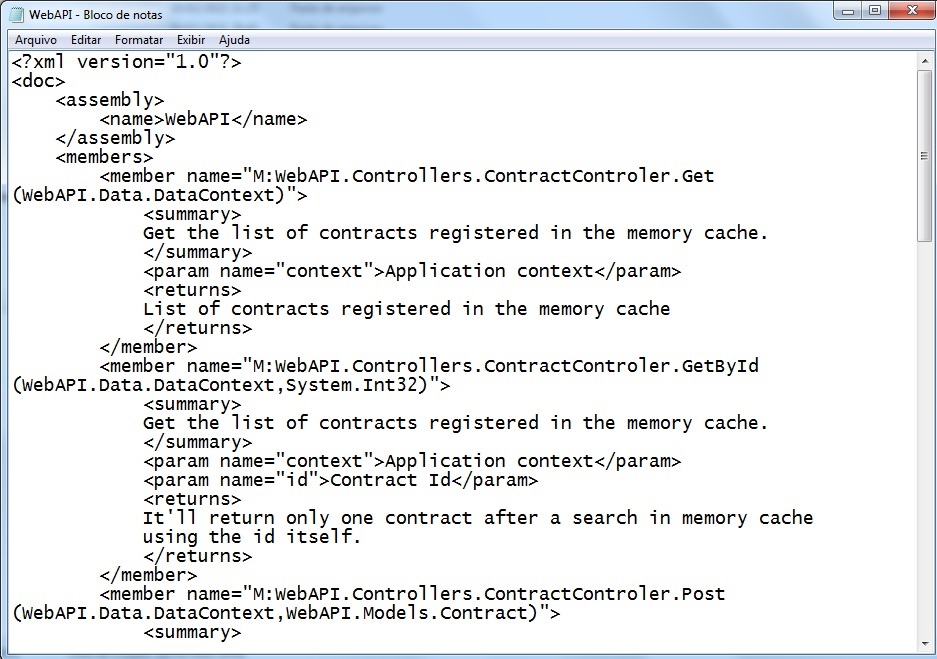 WebAPI - Bloco de notas
Arquivo Editar Formatar Exibir Ajuda
<?xml version="1.0"?>
<doc>
    <assembly>
        <name>WebAPI</name>
    </assembly>
    <members>
        <member name="M:WebAPI.Controllers.ContractControler.Get
(WebAPI.Data.DataContext)">
            <summary>
            Get the list of contracts registered in the memory cache.
            </summary>
            <param name="context">Application context</param>
            <returns>
            List of contracts registered in the memory cache
            </returns>
        </member>
        <member name="M:WebAPI.Controllers.ContractControler.GetById
(WebAPI.Data.DataContext,System.Int32)">
            <summary>
            Get the list of contracts registered in the memory cache.
            </summary>
            <param name="context">Application context</param>
            <param name="id">Contract Id</param>
            <returns>
            It'll return only one contract after a search in memory cache
            using the id itself.
            </returns>
        </member>
        <member name="M:WebAPI.Controllers.ContractControler.Post
(WebAPI.Data.DataContext,WebAPI.Models.Contract)">
            <summary>